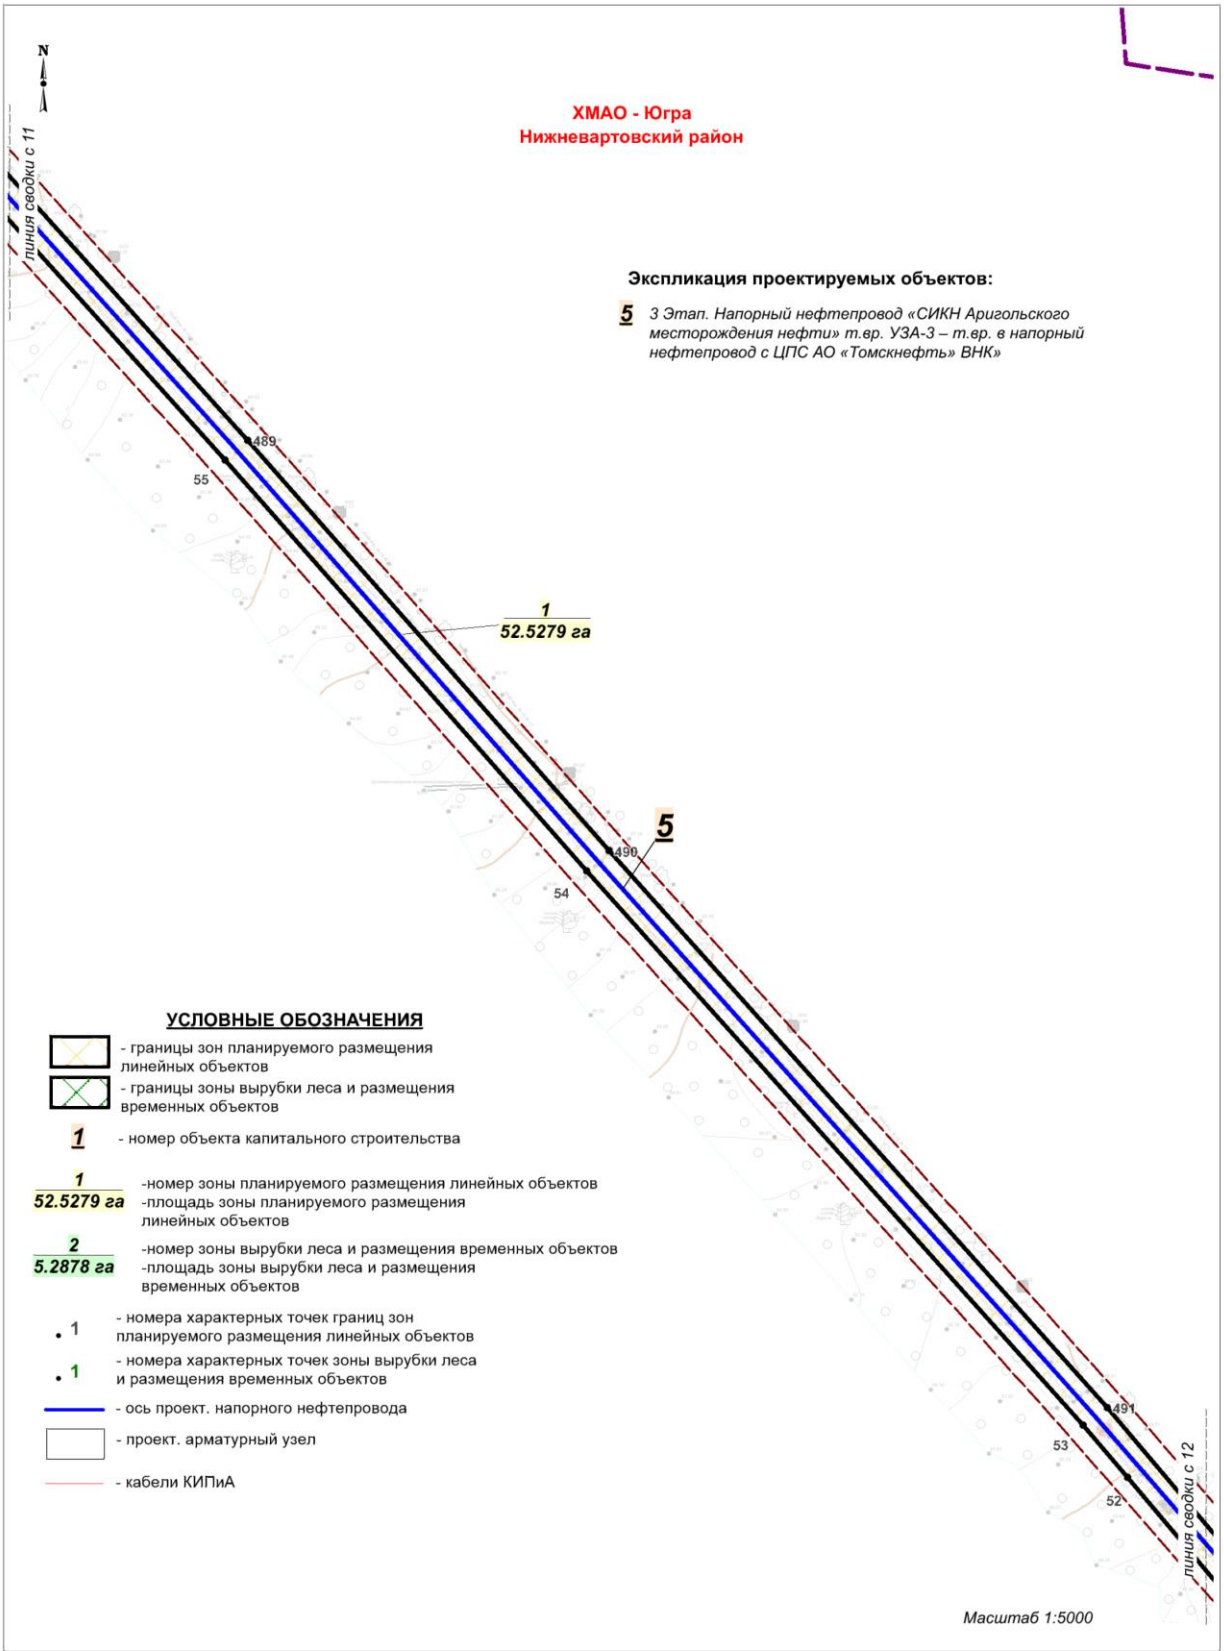 N
линия сводки с 11
ХМАО - Югра
Нижневартовский район
Экспликация проектируемых объектов:
5 3 Этап. Напорный нефтепровод «СИКН Аригольского
месторождения нефти» т.вр. УЗА-3 – т.вр. в напорный
нефтепровод с ЦПС АО «Томскнефть» ВНК»
489
55
1
52.5279 га
5
490
54
УСЛОВНЫЕ ОБОЗНАЧЕНИЯ
- границы зон планируемого размещения
линейных объектов
- границы зоны вырубки леса и размещения
временных объектов
1 - номер объекта капитального строительства
1 -номер зоны планируемого размещения линейных объектов
52.5279 га -площадь зоны планируемого размещения
линейных объектов
2 -номер зоны вырубки леса и размещения временных объектов
5.2878 га -площадь зоны вырубки леса и размещения
временных объектов
1 - номера характерных точек границ зон
планируемого размещения линейных объектов
1 - номера характерных точек зоны вырубки леса
и размещения временных объектов
- ось проект. напорного нефтепровода
- проект. арматурный узел
- кабели КИПиА
491
53
52
линия сводки с 12
Масштаб 1:5000